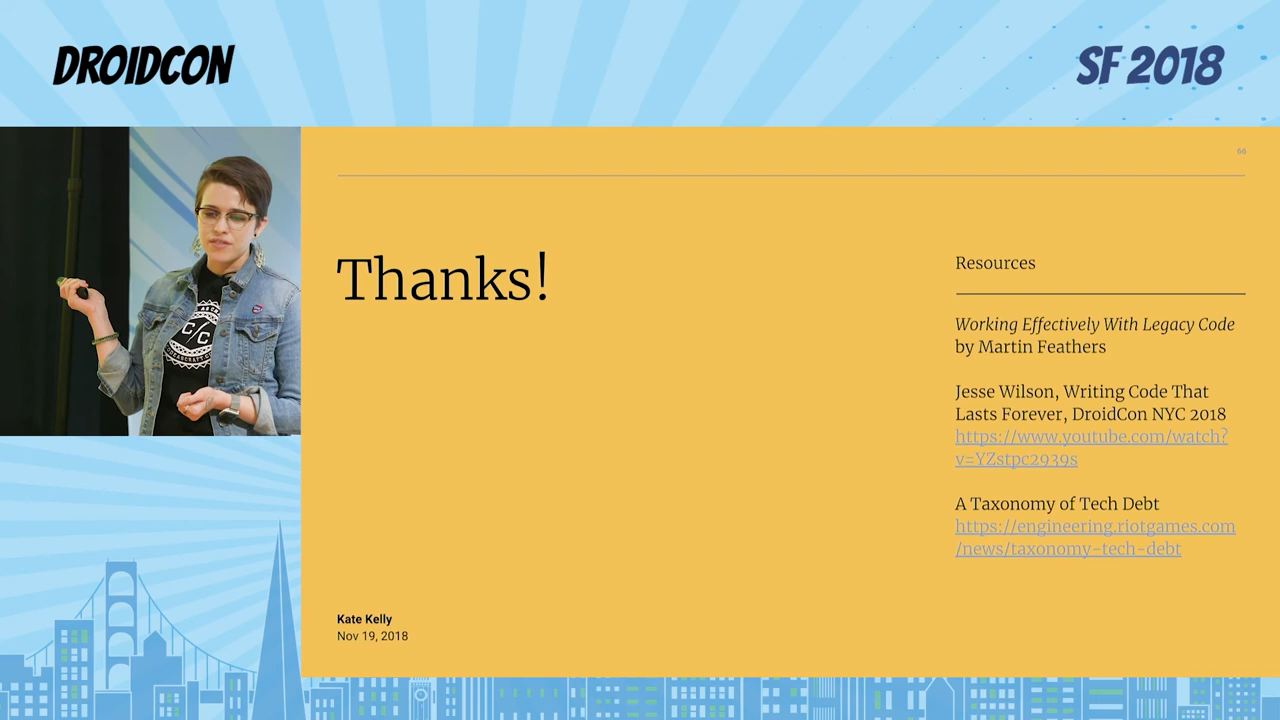 DROIDCON
SF 2018
66
Thanks!
Resources
Working Effectively With Legacy Code
by Martin Feathers
Jesse Wilson, Writing Code That
Lasts Forever, DroidCon NYC 2018
https://www.youtube.com/watch?
v=YZstpc2939s
A Taxonomy of Tech Debt
https://engineering.riotgames.com
/news/taxonomy-tech-debt
Kate Kelly
Nov 19, 2018
C/C